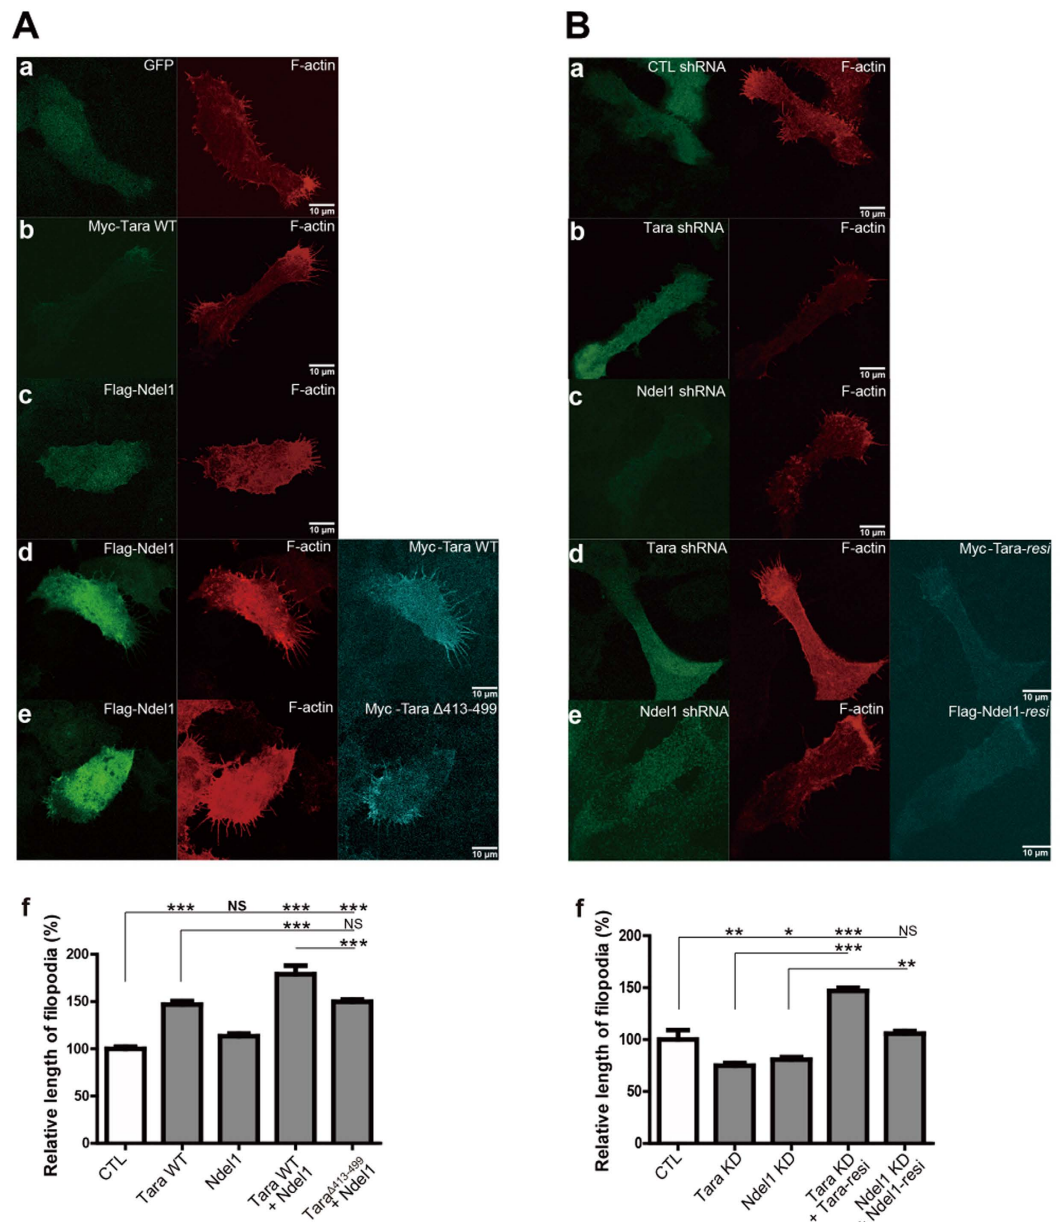 A
a
GFP
F-actin
10 µm
b
Myc-Tara WT
F-actin
10 µm
c
Flag-Ndel1
F-actin
10 µm
d
Flag-Ndel1
F-actin
Myc-Tara WT
10 µm
e
Flag-Ndel1
F-actin
Myc -Tara Δ413-499
10 µm
f
*** NS *** ***
*** NS
***
Relative length of filopodia (%)
200
150
100
50
0
CTL
Tara WT
Ndel1
Tara WT
+ Ndel1
TaraΔ413-499
+ Ndel1
B
a
CTL shRNA
F-actin
10 µm
b
Tara shRNA
F-actin
10 µm
c
Ndel1 shRNA
F-actin
10 µm
d
Tara shRNA
F-actin
Myc-Tara-resi
10 µm
e
Ndel1 shRNA
F-actin
Flag-Ndel1-resi
10 µm
f
** * *** NS
***
**
Relative length of filopodia (%)
200
150
100
50
0
CTL
Tara KD
Ndel1 KD
Tara KD
+ Tara-resi
Ndel1 KD
Ndel1-resi